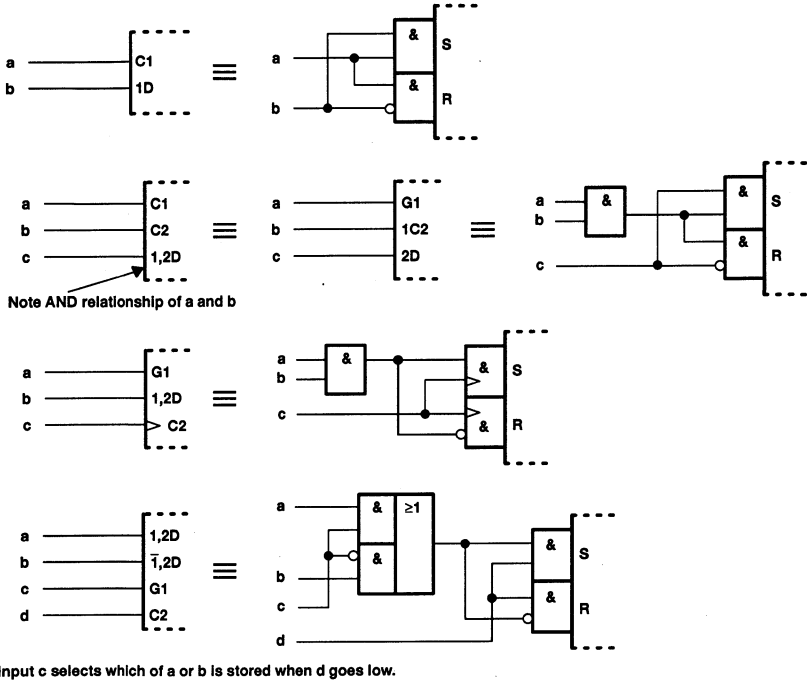 a C1
b 1D
a
b
&
&
S
R
a C1
b C2
c 1,2D
Note AND relationship of a and b
a G1
b 1C2
c 2D
a
b
c
&
&
&
S
R
a G1
b 1,2D
c C2
a
b
c
&
&
&
S
R
a 1,2D
b 1̅,2D
c G1
d C2
a
b
c
d
& ≥1
&
&
&
S
R
input c selects which of a or b is stored when d goes low.